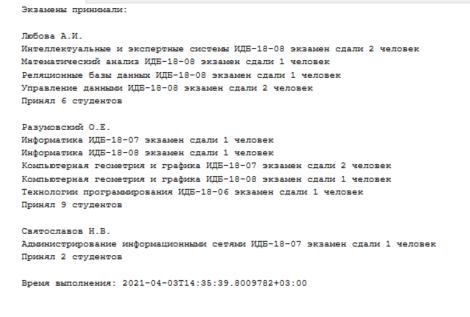 Экзамены принимали:
Любова А.И.
Интеллектуальные и экспертные системы ИДБ-18-08 экзамен сдали 2 человек
Математический анализ ИДБ-18-08 экзамен сдали 1 человек
Реляционные базы данных ИДБ-18-08 экзамен сдали 1 человек
Управление данными ИДБ-18-08 экзамен сдали 2 человек
Принял 6 студентов
Разумовский О.Е.
Информатика ИДБ-18-07 экзамен сдали 1 человек
Информатика ИДБ-18-08 экзамен сдали 1 человек
Компьютерная геометрия и графика ИДБ-18-07 экзамен сдали 2 человек
Компьютерная геометрия и графика ИДБ-18-08 экзамен сдали 1 человек
Технологии программирования ИДБ-18-06 экзамен сдали 1 человек
Принял 9 студентов
Святославов Н.В.
Администрирование информационными сетями ИДБ-18-07 экзамен сдали 1 человек
Принял 2 студентов
Время выполнения: 2021-04-03T14:35:39.8009782+03:00